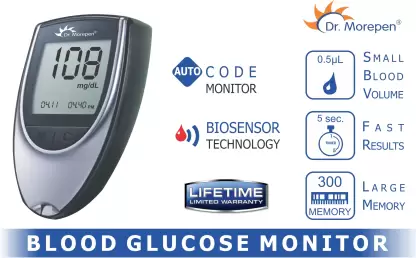 Dr. Morepen
108
mg/dL
04.11 04:40 PM
Dr. Morepen®
AUTO CODE
MONITOR
BIOSENSOR
TECHNOLOGY
LIFETIME
LIMITED WARRANTY
0.5µL
SMALL
BLOOD
VOLUME
5 sec.
FAST
RESULTS
300
MEMORY
LARGE
MEMORY
BLOOD GLUCOSE MONITOR